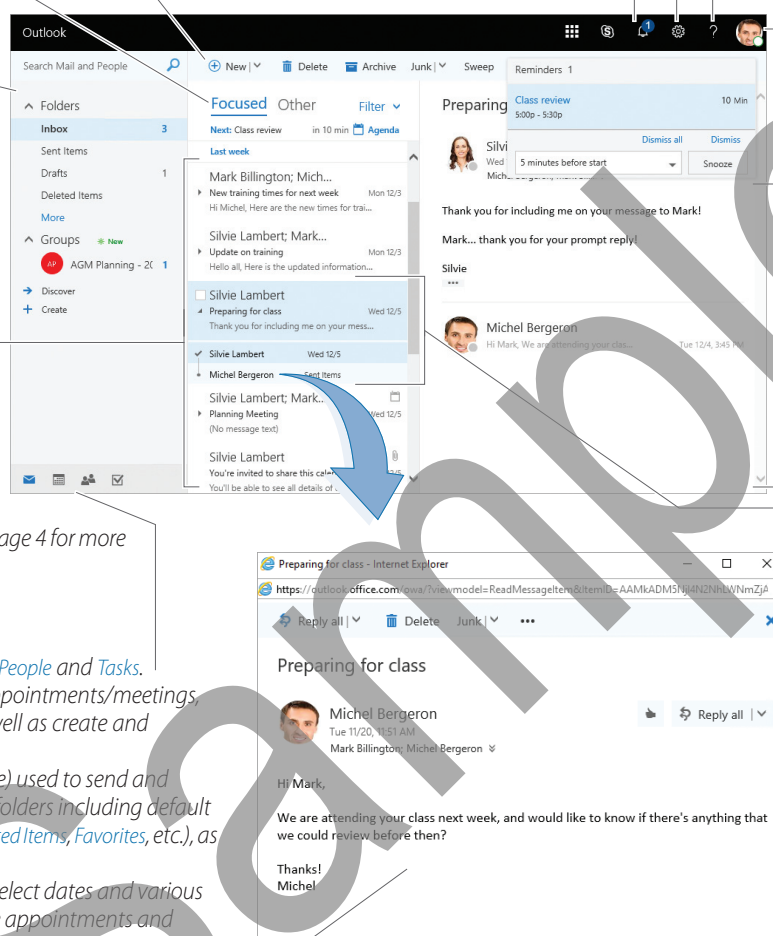 Outlook
1
?
Search Mail and People
New
Delete
Archive
Junk
Sweep
Folders
Inbox 3
Sent Items
Drafts 1
Deleted Items
More
Groups New
AP AGM Planning - 1
Discover
Create
Focused Other Filter
Next: Class review in 10 min Agenda
Last week
Mark Billington; Mich...
New training times for next week Mon 12/3
Hi Michel, Here are the new times for trai...
Silvie Lambert; Mark...
Update on training Mon 12/3
Hello all, Here is the updated information...
Silvie Lambert
Preparing for class Wed 12/5
Thank you for including me on your mess...
Silvie Lambert Wed 12/5
Michel Bergeron Sent Items
Silvie Lambert; Mark...
Planning Meeting Wed 12/5
(No message text)
Silvie Lambert
You're invited to share this 12/5
You'll be able to see all details of
Preparing
Silvi
Wed
Reminders 1
Class review 10 Min
5:00p - 5:30p
Dismiss all Dismiss
5 minutes before start Snooze
Thank you for including me on your message to Mark!
Mark... thank you for your prompt reply!
Silvie
...
Michel Bergeron
Hi Mark, We are attending your clas... Tue 12/4, 3:45 PM
age 4 for more
People and Tasks.
ppointments/meetings,
well as create and
e) used to send and
folders including default
ed Items, Favorites, etc.), as
elect dates and various
appointments and
Preparing for class - Internet Explorer
https://outlook.office.com/owa/?viewmodel=ReadMessageItem&ItemID=
Reply all Delete Junk ...
Preparing for class
Michel Bergeron
Tue 11/20, 11:51 AM
Mark Billington; Michel Bergeron
Reply all
Hi Mark,
We are attending your class next week, and would like to know if there's anything that
we could review before then?
Thanks!
Michel
sample